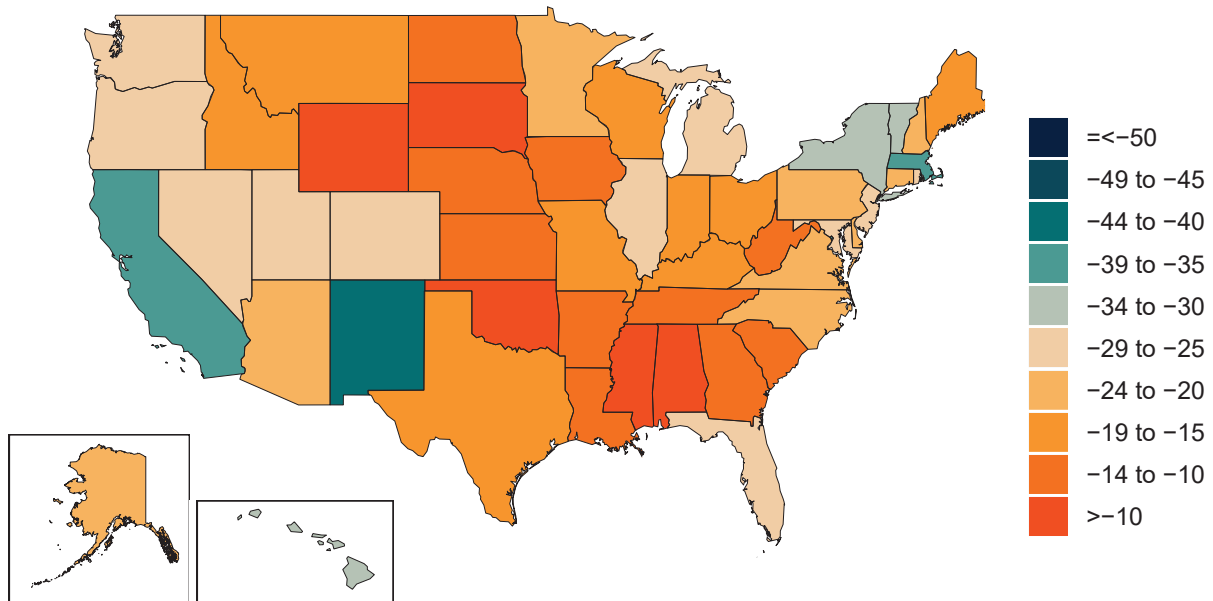 =<−50
−49 to −45
−44 to −40
−39 to −35
−34 to −30
−29 to −25
−24 to −20
−19 to −15
−14 to −10
>−10